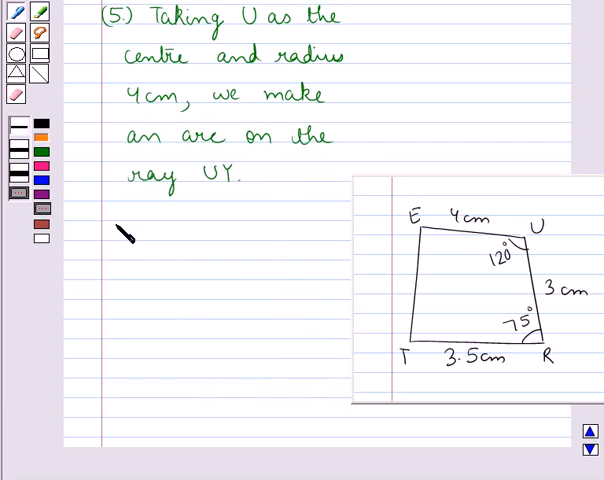 (5.) Taking U as the
centre and radius
4cm, we make
an arc on the
ray UY.
E 4cm U
120°
3 cm
75°
T 3.5cm R